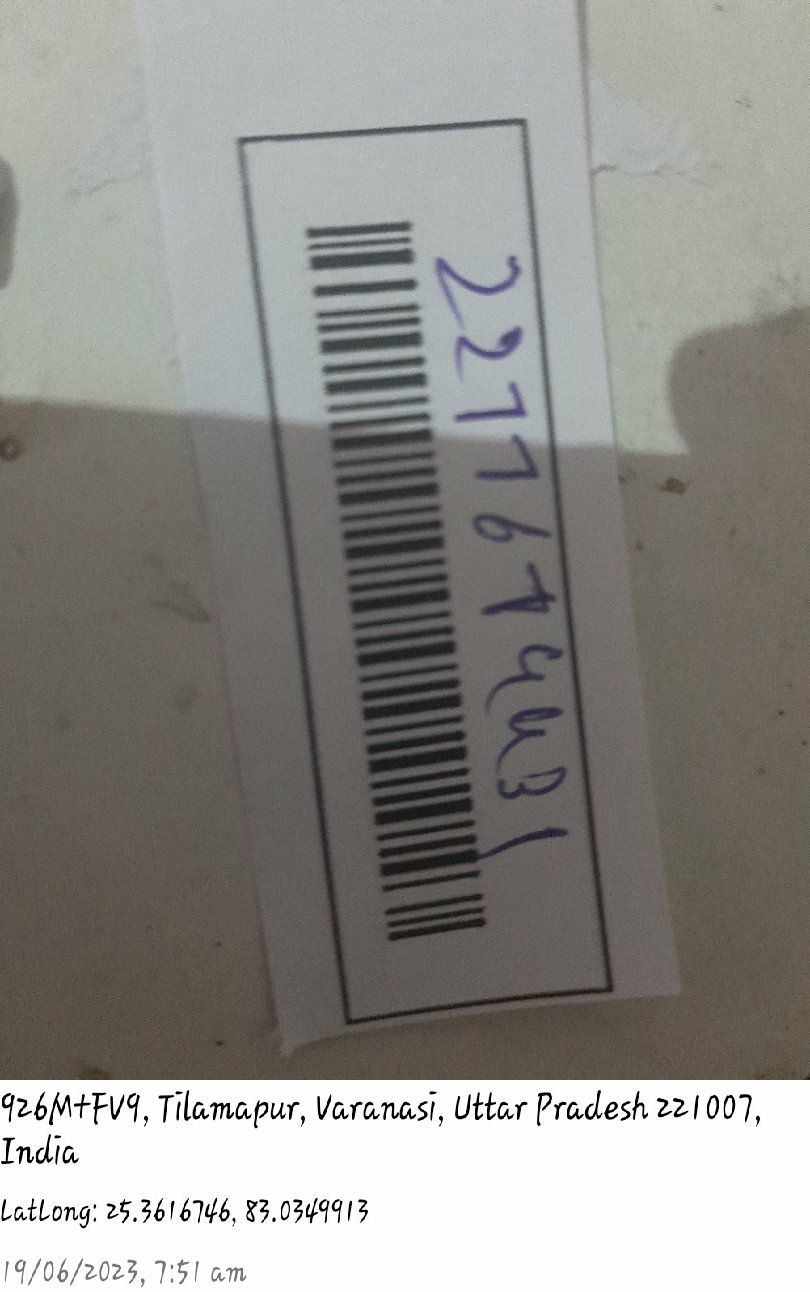 926M+FV9, Tilamapur, Varanasi, Uttar Pradesh 221007,
India
LatLong: 25.3616746, 83.0349913
19/06/2023, 7:51 am